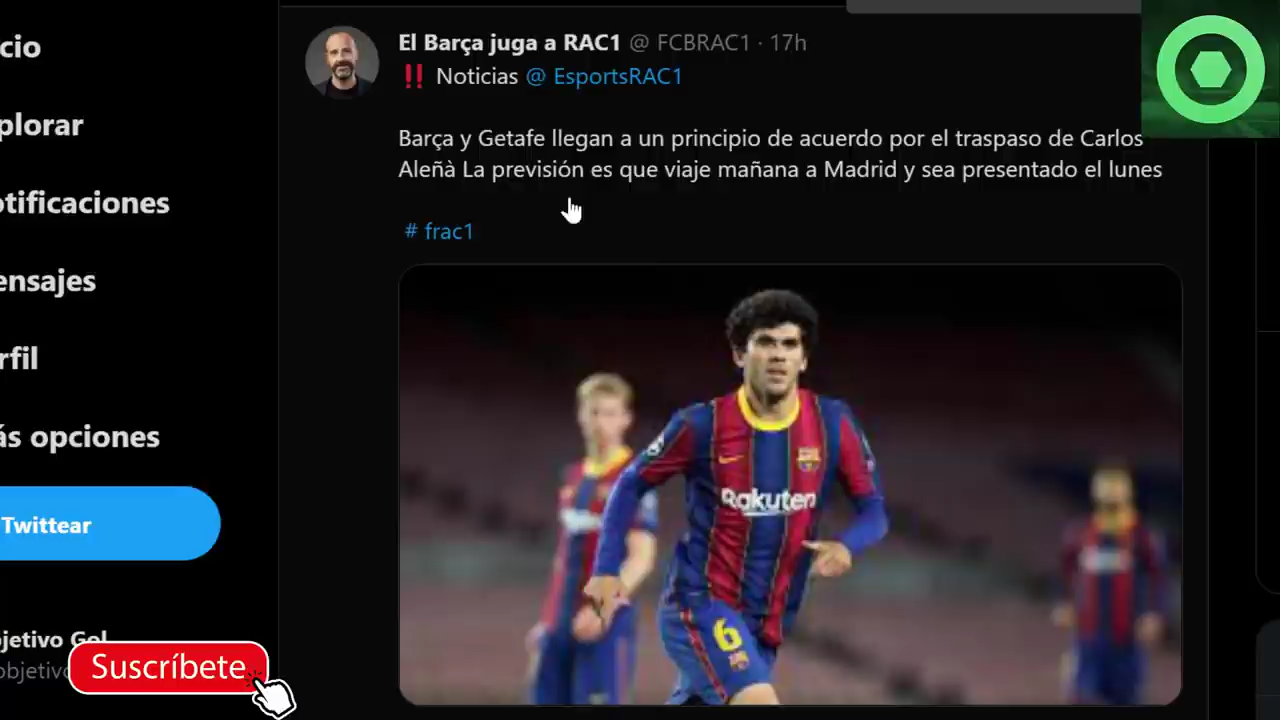 cio
plorar
otificaciones
ensajes
rfil
ás opciones
Twittear
jetivo Gol
objetivo
Suscríbete
El Barça juga a RAC1 @ FCBRAC1 · 17h
‼ Noticias @ EsportsRAC1
Barça y Getafe llegan a un principio de acuerdo por el traspaso de Carlos
Aleñà La previsión es que viaje mañana a Madrid y sea presentado el lunes
# frac1
Rakuten
6